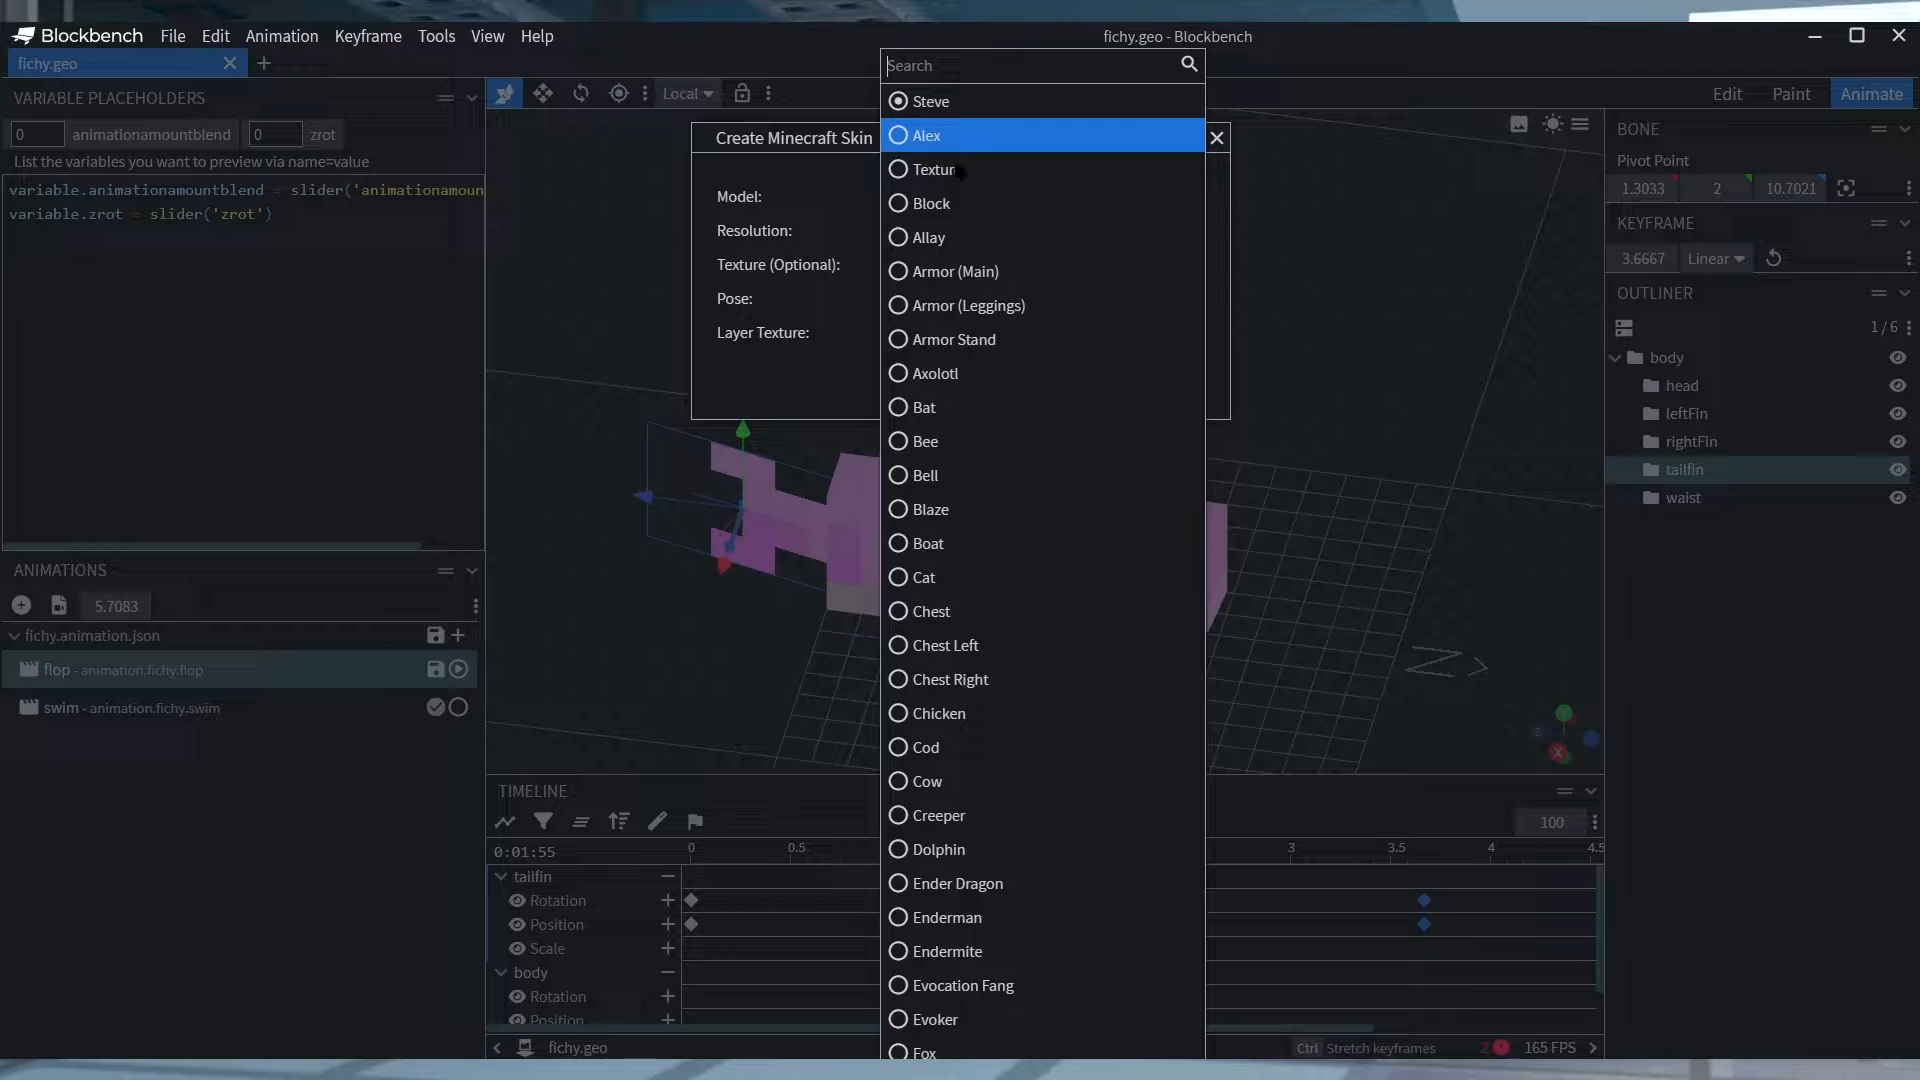 Blockbench File Edit Animation Keyframe Tools View Help
fichy.geo - Blockbench
fichy.geo
VARIABLE PLACEHOLDERS
0 animationamountblend 0 zrot
List the variables you want to preview via name=value
variable.animationamountblend = slider('animationamoun
variable.zrot = slider('zrot')
ANIMATIONS
5.7083
fichy.animation.json
flop - animation.fichy.flop
swim - animation.fichy.swim
Local
Create Minecraft Skin
Model:
Resolution:
Texture (Optional):
Pose:
Layer Texture:
Search
Steve
Alex
Texture
Block
Allay
Armor (Main)
Armor (Leggings)
Armor Stand
Axolotl
Bat
Bee
Bell
Blaze
Boat
Cat
Chest
Chest Left
Chest Right
Chicken
Cod
Cow
Creeper
Dolphin
Ender Dragon
Enderman
Endermite
Evocation Fang
Evoker
Fox
TIMELINE
100
0:01:55
0 0.5 3 3.5 4 4.5
tailfin
Rotation
Position
Scale
body
Rotation
Position
fichy.geo
Ctrl Stretch keyframes 2 165 FPS
Edit Paint Animate
BONE
Pivot Point
1.3033 2 10.7021
KEYFRAME
3.6667 Linear
OUTLINER
1 / 6
body
head
leftFin
rightFin
tailfin
waist
X